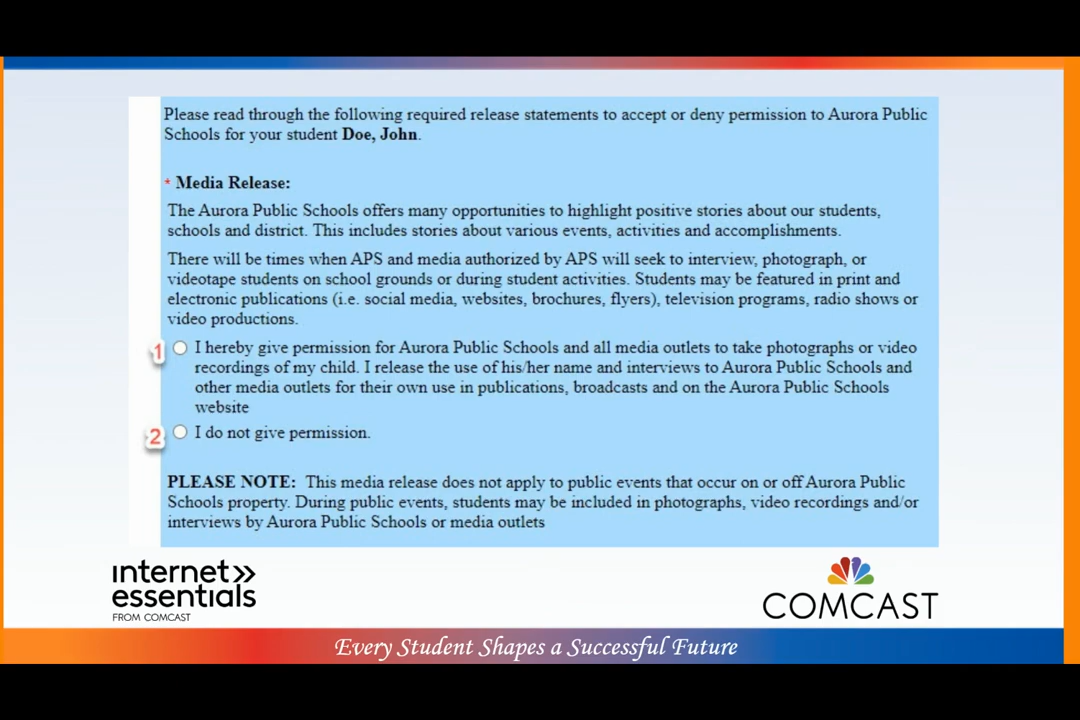 Please read through the following required release statements to accept or deny permission to Aurora Public
Schools for your student Doe, John.
* Media Release:
The Aurora Public Schools offers many opportunities to highlight positive stories about our students,
schools and district. This includes stories about various events, activities and accomplishments.
There will be times when APS and media authorized by APS will seek to interview, photograph, or
videotape students on school grounds or during student activities. Students may be featured in print and
electronic publications (i.e. social media, websites, brochures, flyers), television programs, radio shows or
video productions.
1 I hereby give permission for Aurora Public Schools and all media outlets to take photographs or video
recordings of my child. I release the use of his/her name and interviews to Aurora Public Schools and
other media outlets for their own use in publications, broadcasts and on the Aurora Public Schools
website
2 I do not give permission.
PLEASE NOTE: This media release does not apply to public events that occur on or off Aurora Public
Schools property. During public events, students may be included in photographs, video recordings and/or
interviews by Aurora Public Schools or media outlets
internet
essentials
FROM COMCAST
COMCAST
Every Student Shapes a Successful Future